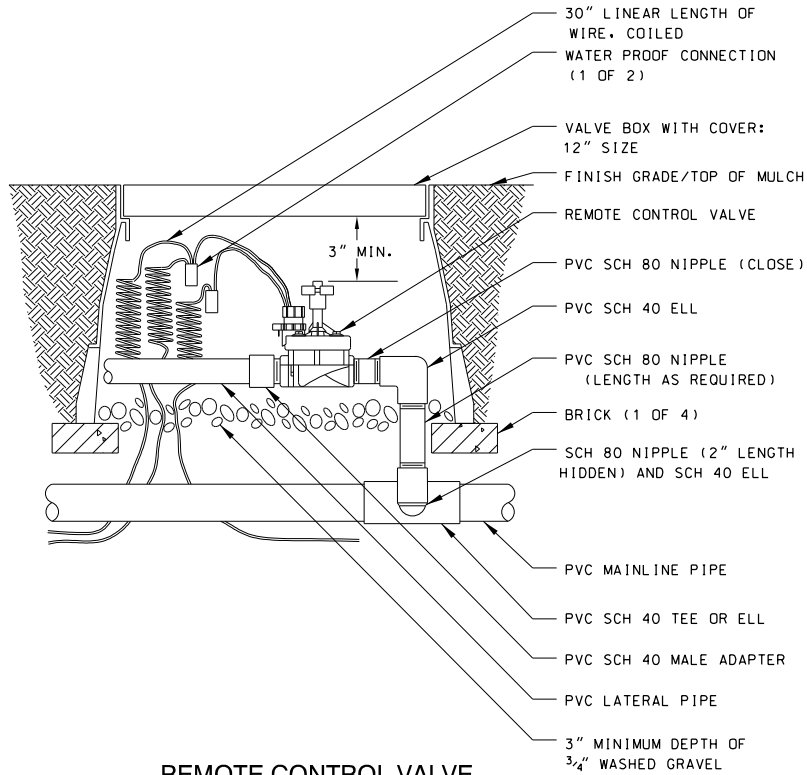 30" LINEAR LENGTH OF
WIRE, COILED
WATER PROOF CONNECTION
(1 OF 2)
VALVE BOX WITH COVER:
12" SIZE
FINISH GRADE/TOP OF MULCH
REMOTE CONTROL VALVE
3" MIN.
PVC SCH 80 NIPPLE (CLOSE)
PVC SCH 40 ELL
PVC SCH 80 NIPPLE
(LENGTH AS REQUIRED)
BRICK (1 OF 4)
SCH 80 NIPPLE (2" LENGTH
HIDDEN) AND SCH 40 ELL
PVC MAINLINE PIPE
PVC SCH 40 TEE OR ELL
PVC SCH 40 MALE ADAPTER
PVC LATERAL PIPE
3" MINIMUM DEPTH OF
3/4" WASHED GRAVEL
REMOTE CONTROL VALVE